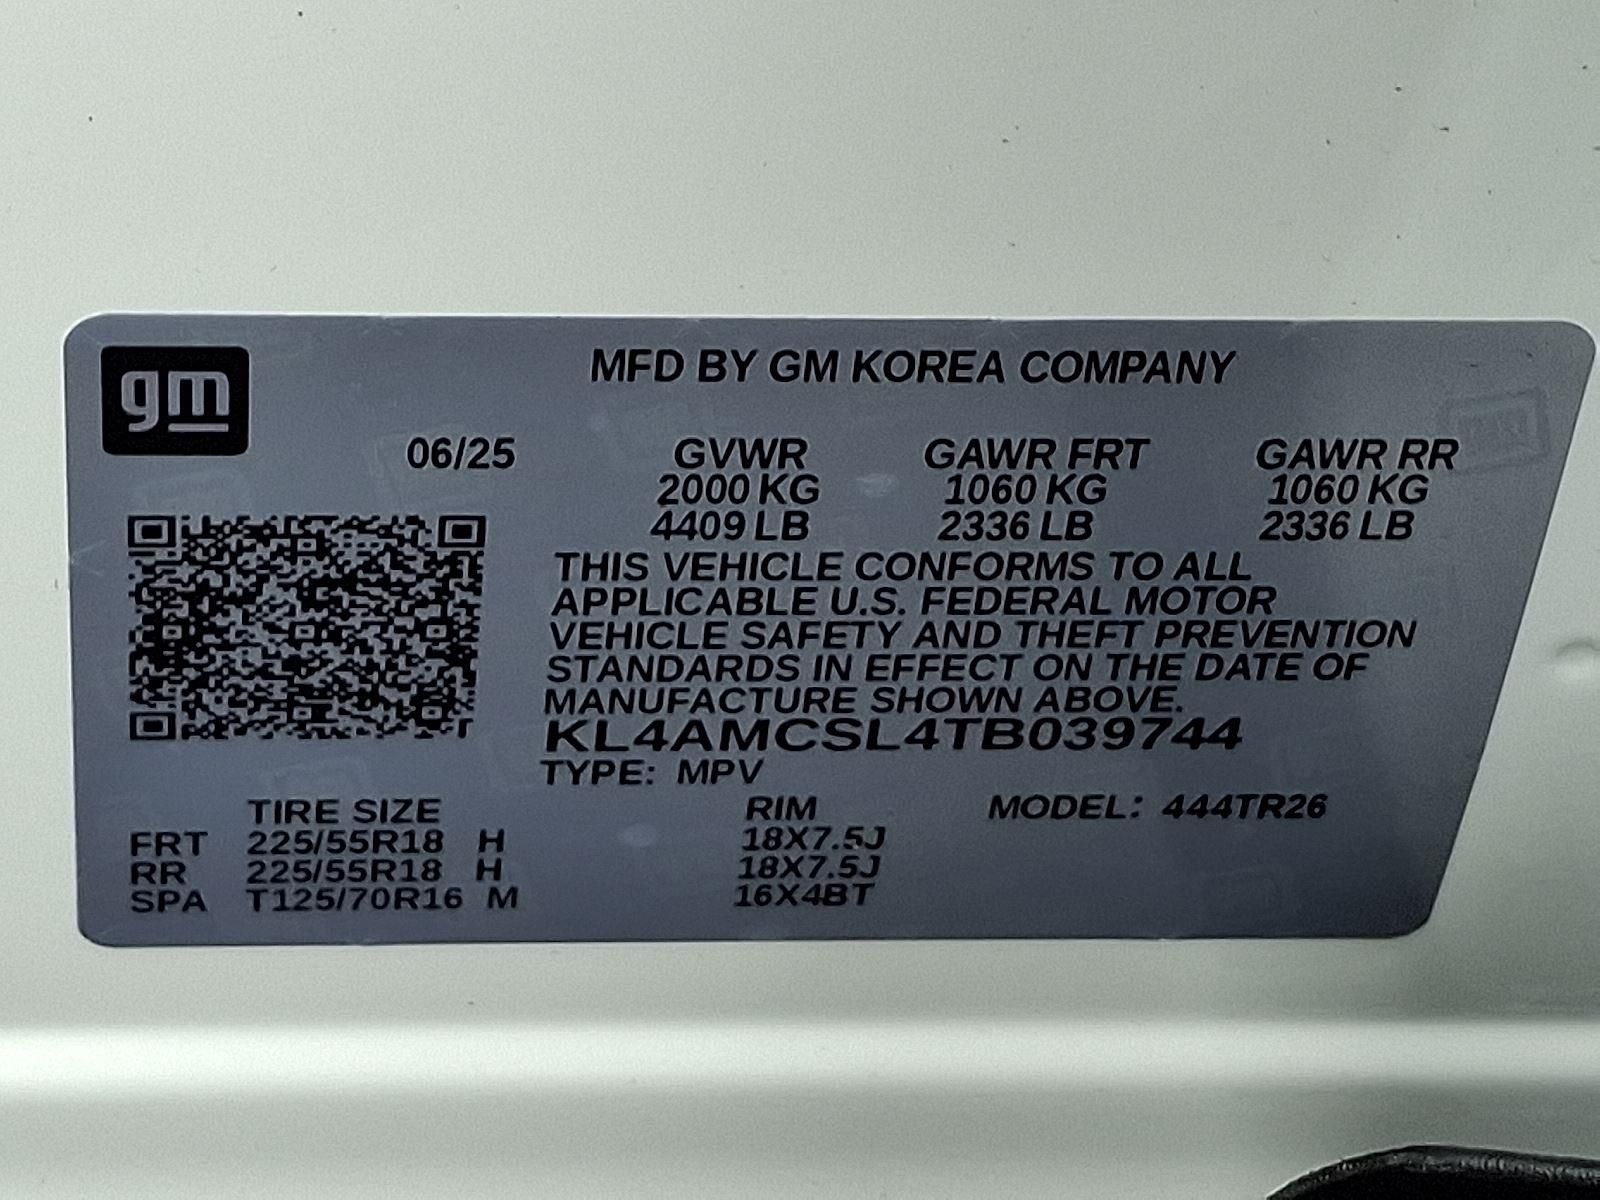 gm
MFD BY GM KOREA COMPANY
06/25 GVWR GAWR FRT GAWR RR
2000 KG 1060 KG 1060 KG
4409 LB 2336 LB 2336 LB
THIS VEHICLE CONFORMS TO ALL
APPLICABLE U.S. FEDERAL MOTOR
VEHICLE SAFETY AND THEFT PREVENTION
STANDARDS IN EFFECT ON THE DATE OF
MANUFACTURE SHOWN ABOVE.
KL4AMCSL4TB039744
TYPE: MPV
TIRE SIZE RIM MODEL: 444TR26
FRT 225/55R18 H 18X7.5J
RR 225/55R18 H 18X7.5J
SPA T125/70R16 M 16X4BT